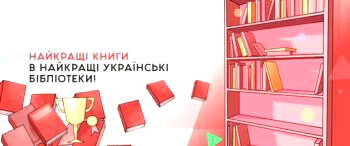 НАЙКРАЩІ КНИГИ
В НАЙКРАЩІ УКРАЇНСЬКІ
БІБЛІОТЕКИ!